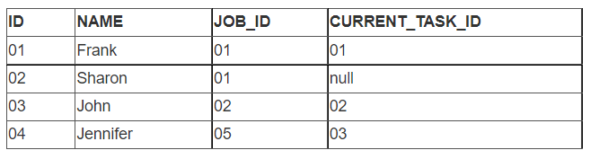 ID NAME JOB_ID CURRENT_TASK_ID
01 Frank 01 01
02 Sharon 01 null
03 John 02 02
04 Jennifer 05 03